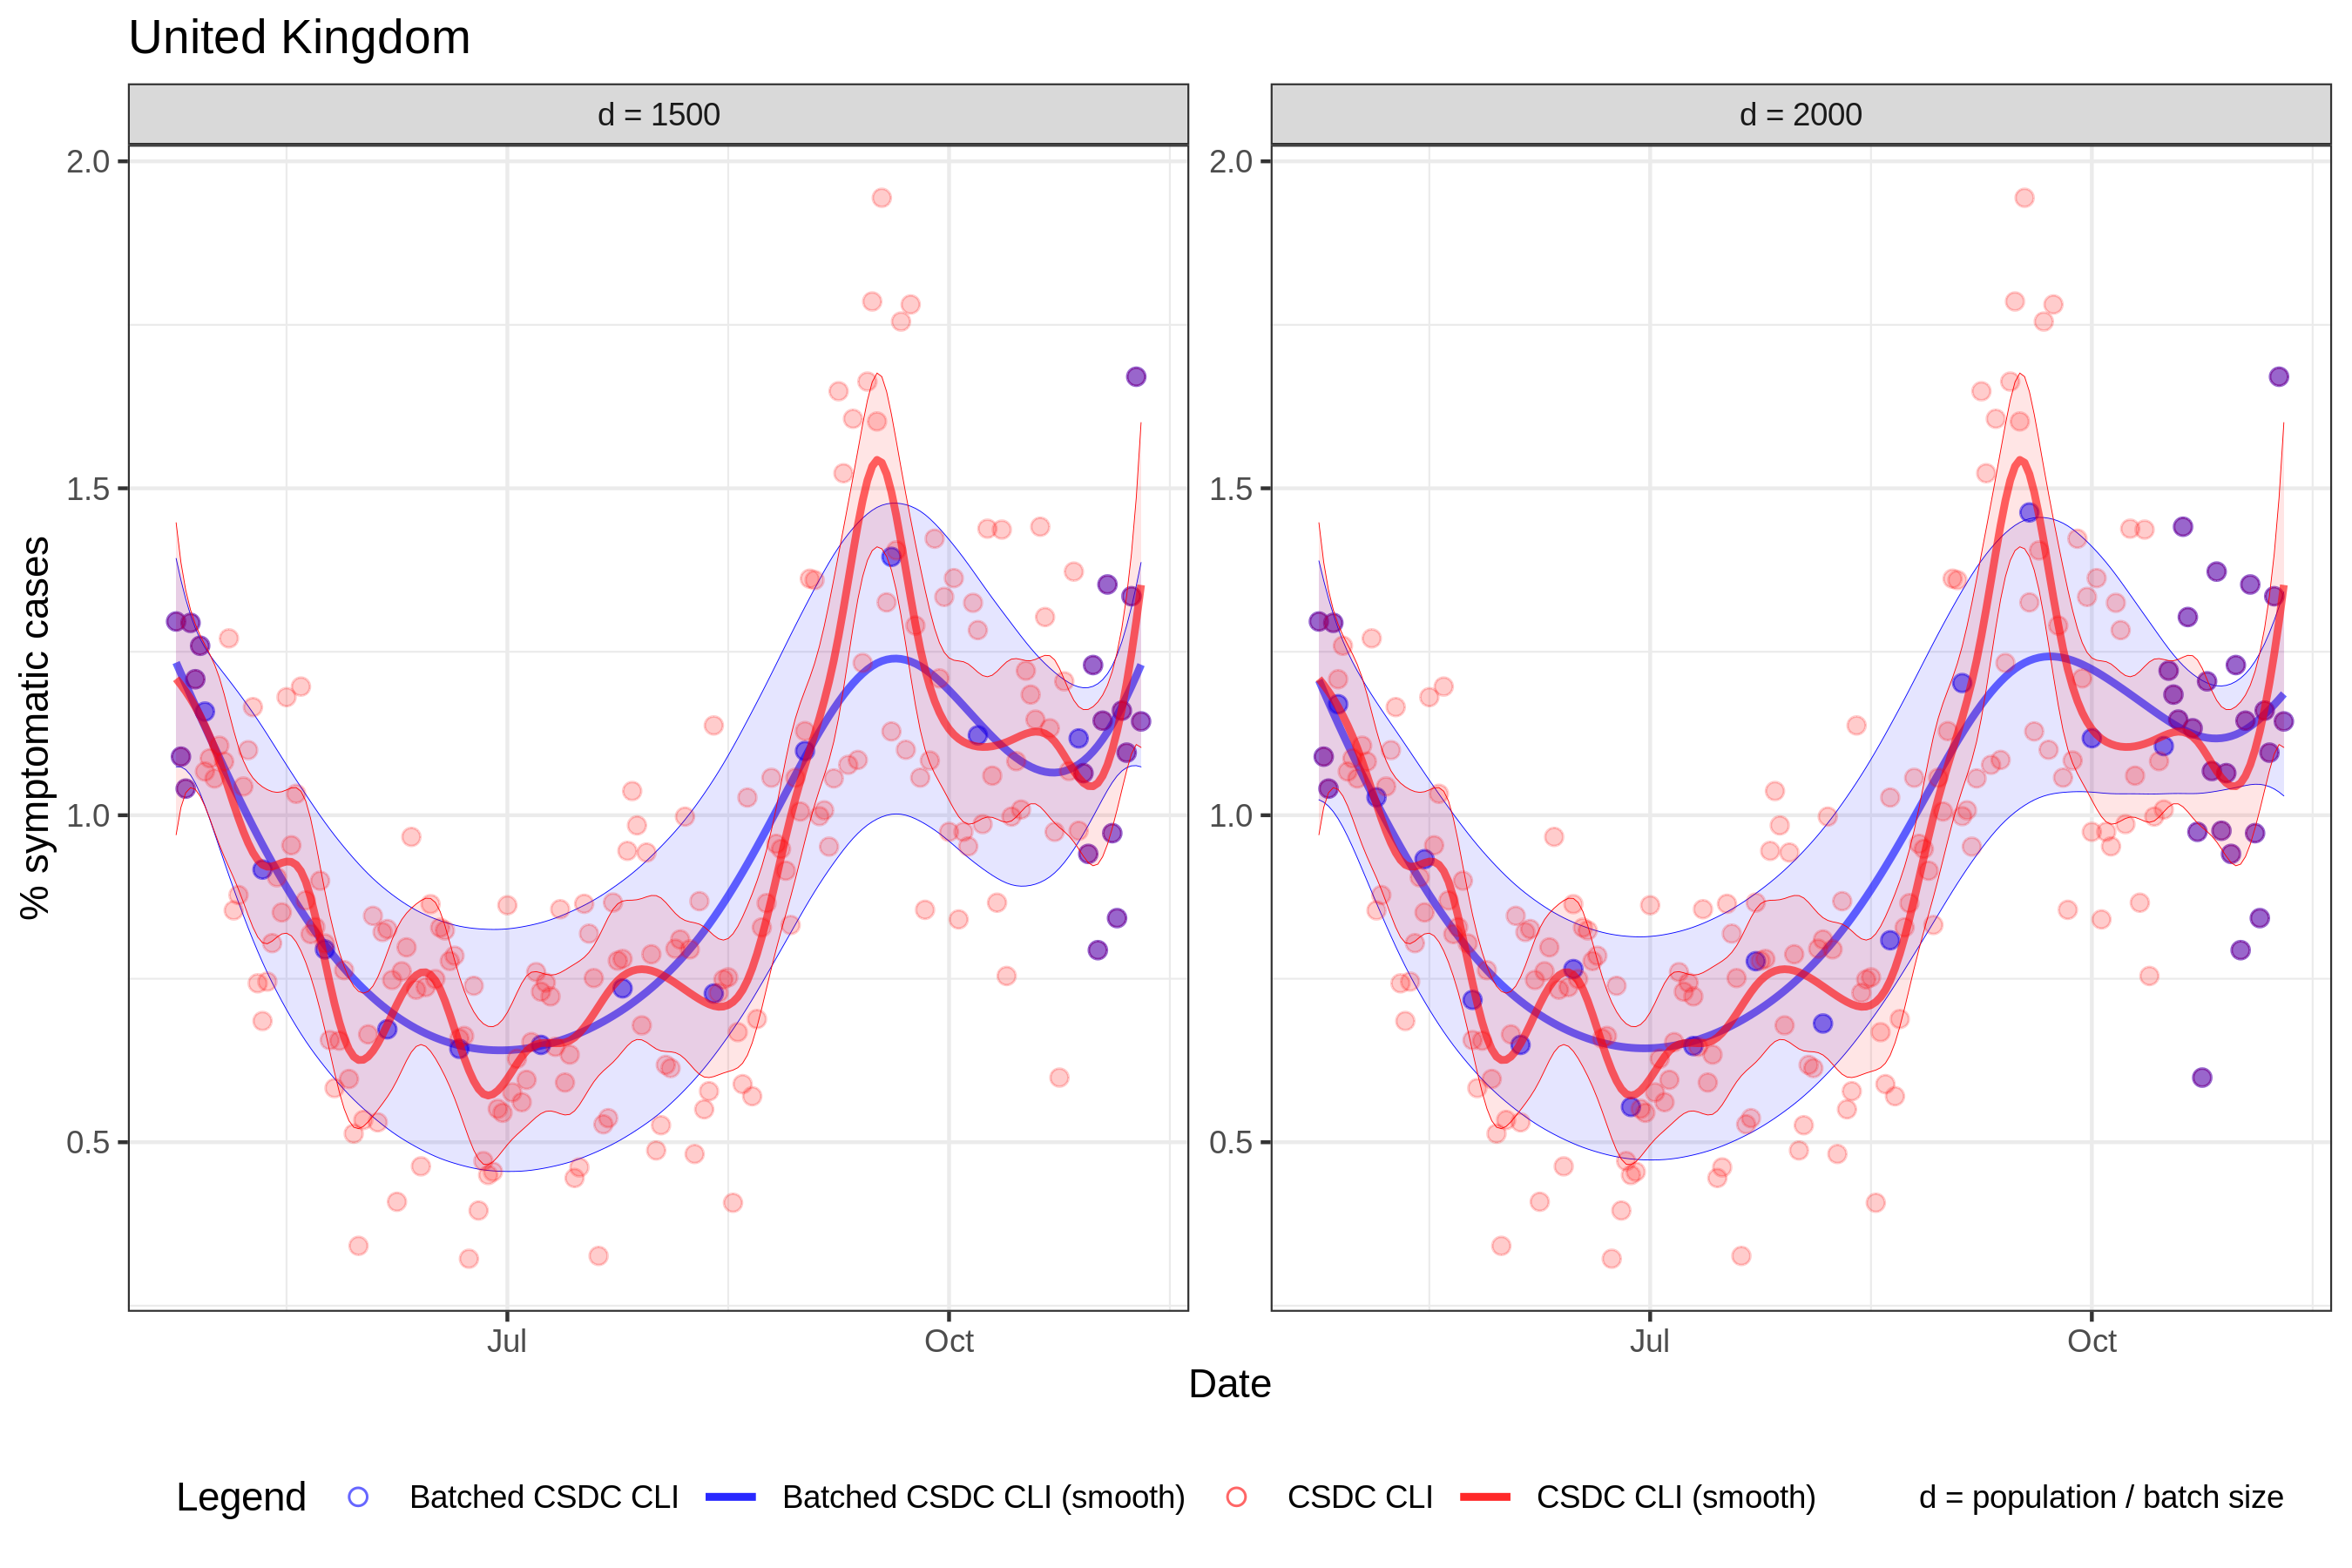 United Kingdom
d = 1500
d = 2000
2.0
1.5
1.0
0.5
2.0
1.5
1.0
0.5
% symptomatic cases
Jul
Oct
Jul
Oct
Date
Legend
Batched CSDC CLI
Batched CSDC CLI (smooth)
CSDC CLI
CSDC CLI (smooth)
d = population / batch size